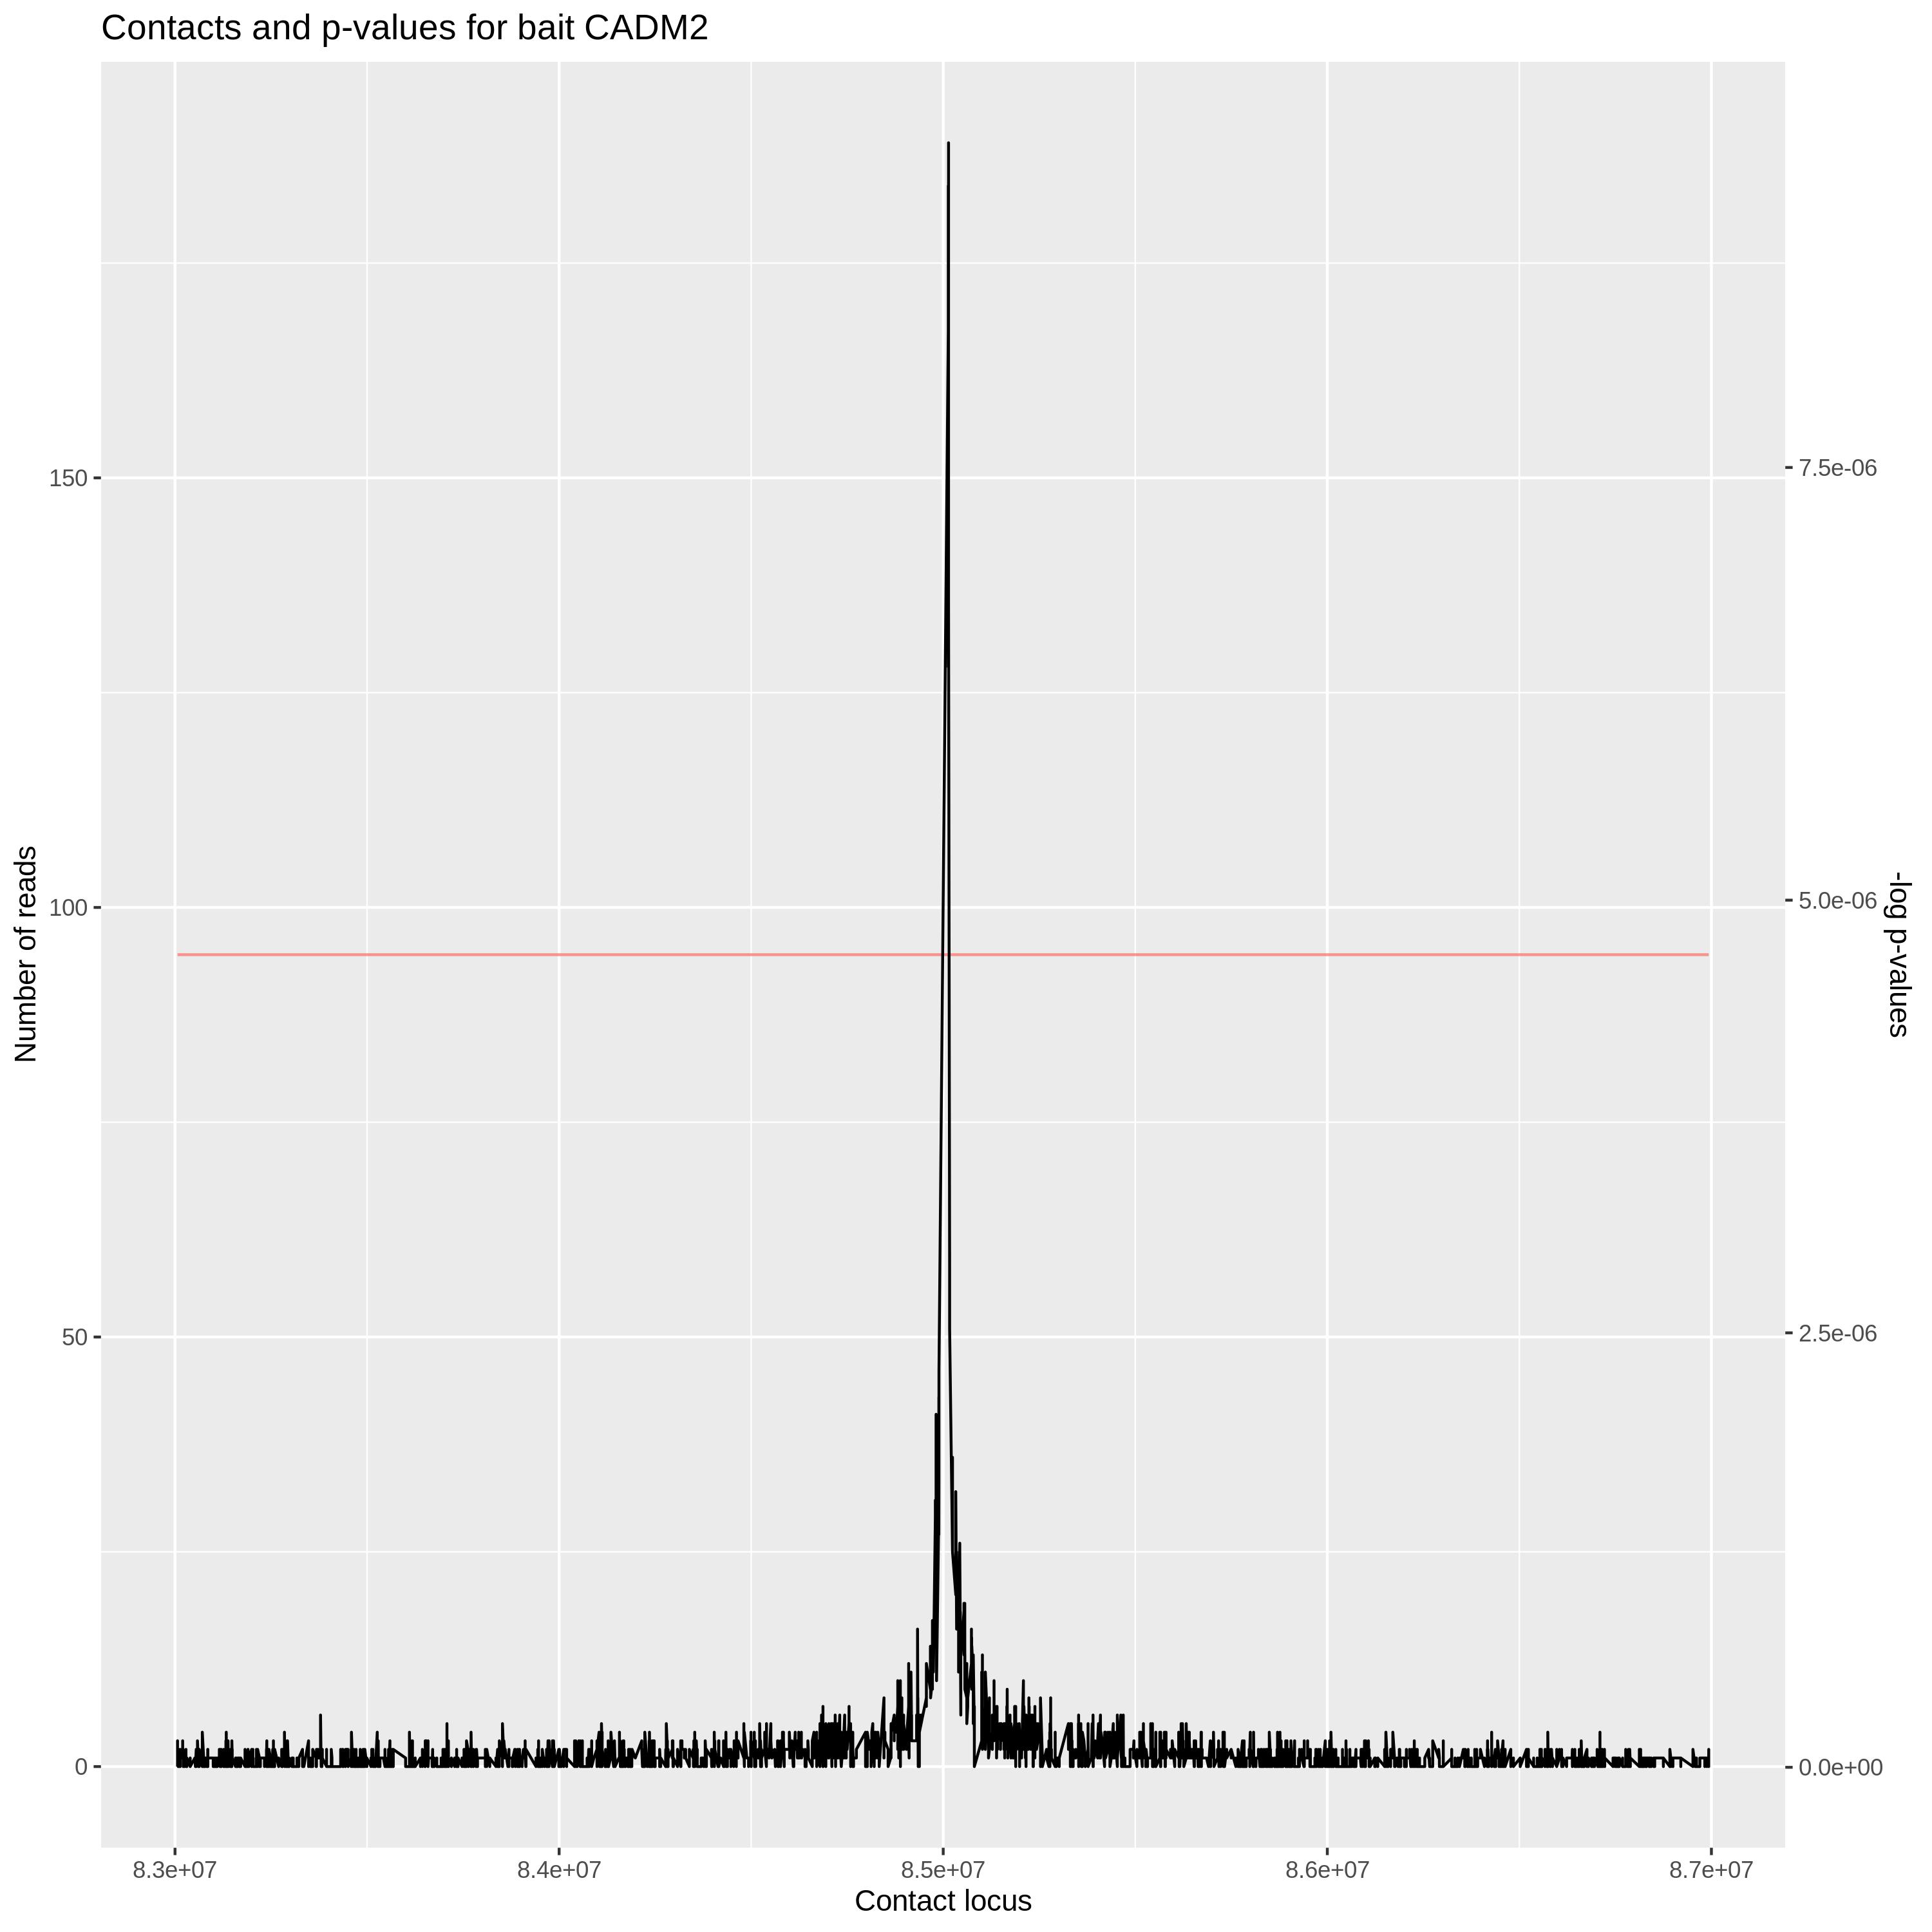 Contacts and p-values for bait CADM2
Number of reads
150
100
50
0
7.5e-06
5.0e-06
2.5e-06
0.0e+00
-log p-values
8.3e+07 8.4e+07 8.5e+07 8.6e+07 8.7e+07
Contact locus